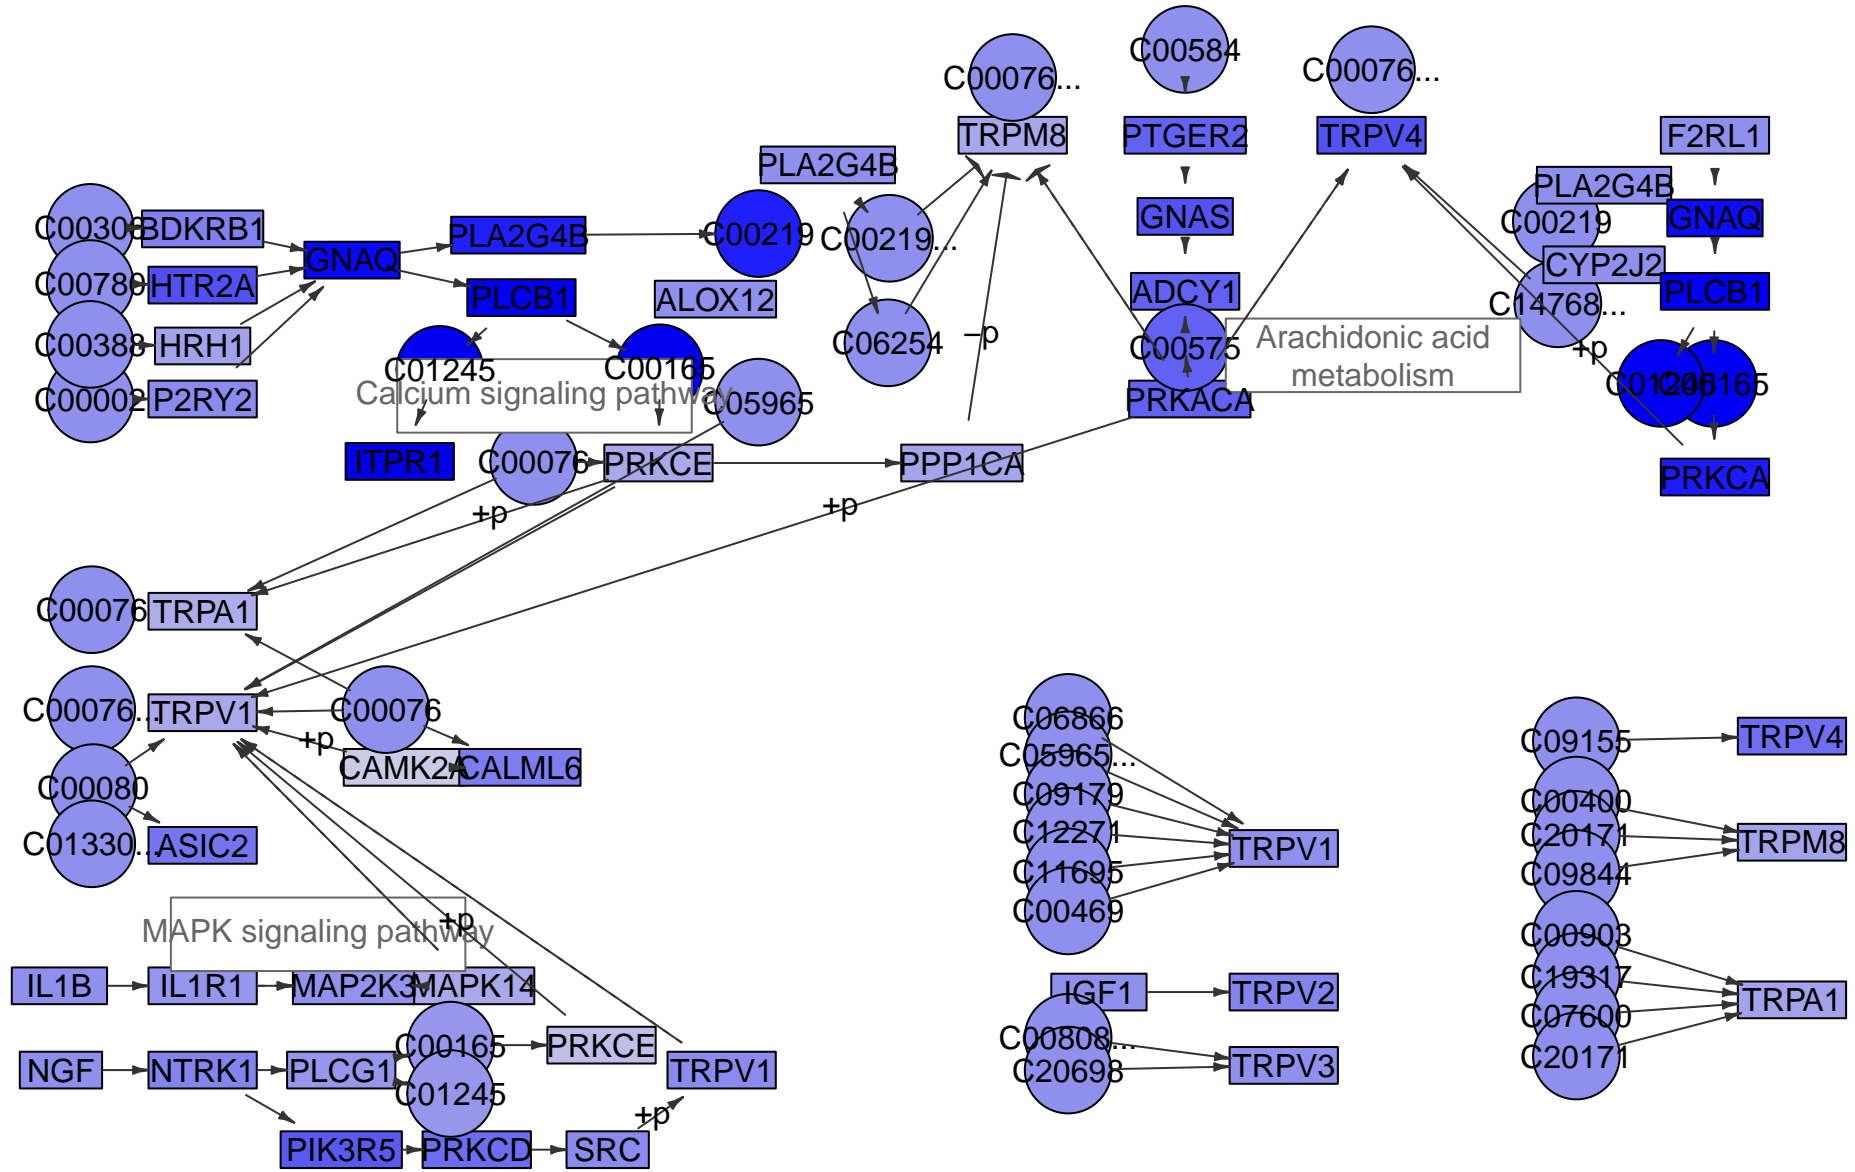 C00584
C00076...
C00076...
TRPM8
PTGER2
TRPV4
F2RL1
PLA2G4B
PLA2G4B
C00219
GNAS
GNAQ
BDKRB1
PLA2G4B
C00219
C00219...
GNAQ
CYP2J2
C00780
HTR2A
PLCB1
ALOX12
ADCY1
C14768...
PLCB1
C00388
HRH1
C06254
−p
C00575
Arachidonic acid
metabolism
+p
C01245
C00165
Calcium signaling pathway
C00002
P2RY2
C05965
PRKACA
C00165
ITPR1
C00076
PRKCE
PPP1CA
PRKCA
+p
+p
C00076
TRPA1
C00076...
TRPV1
C00076
+p
CAMK2A
CALML6
C00080
C01330...
ASIC2
C06866
C05965...
C09179
C12271
C11695
C00469
TRPV1
C09155
TRPV4
C00400
C20171
C09844
TRPM8
MAPK signaling pathway
+p
IL1B
IL1R1
MAP2K3
MAPK14
IGF1
TRPV2
C00903
C19317
C07600
C20171
TRPA1
C00165
PRKCE
C00808...
C20698
TRPV3
NGF
NTRK1
PLCG1
C01245
TRPV1
+p
PIK3R5
PRKCD
SRC